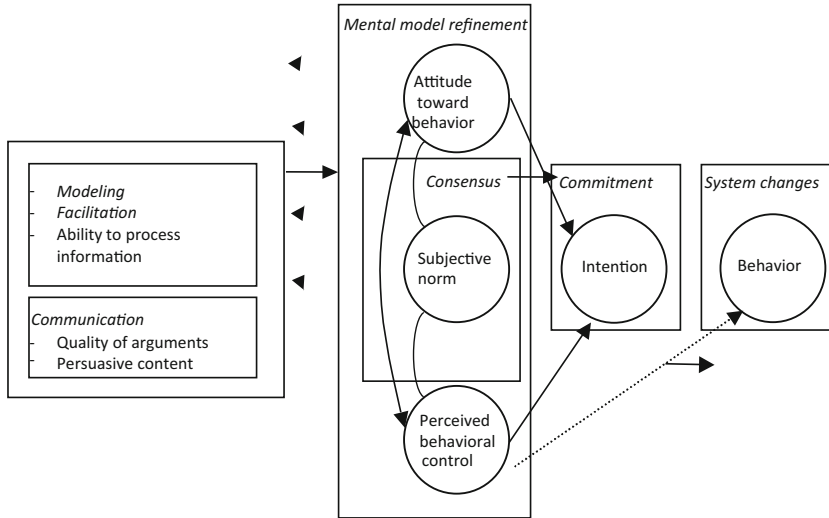 - Modeling
- Facilitation
- Ability to process
information
Communication
- Quality of arguments
- Persuasive content
Mental model refinement
Attitude
toward
behavior
Consensus
Subjective
norm
Perceived
behavioral
control
Commitment
Intention
System changes
Behavior